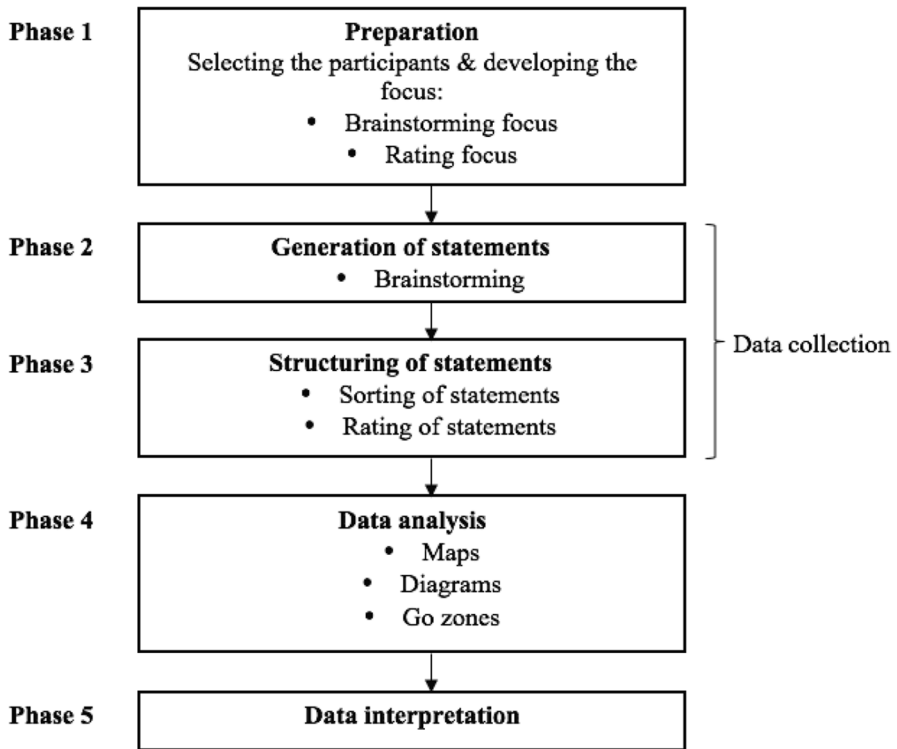 Phase 1
Preparation
Selecting the participants & developing the
focus:
• Brainstorming focus
• Rating focus
Phase 2
Generation of statements
• Brainstorming
Phase 3
Structuring of statements
• Sorting of statements
• Rating of statements
Data collection
Phase 4
Data analysis
• Maps
• Diagrams
• Go zones
Phase 5
Data interpretation